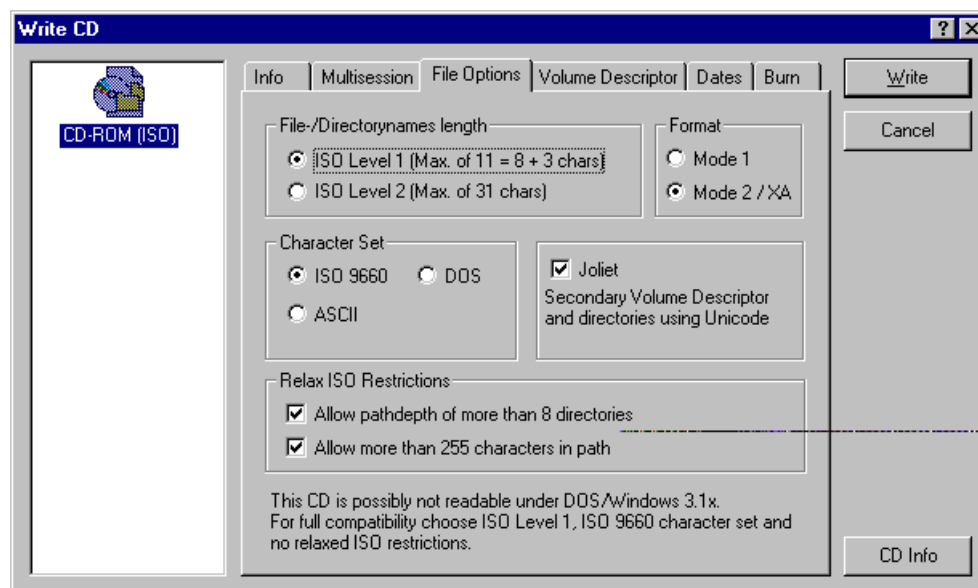 Write CD
CD-ROM (ISO)
Info
Multisession
File Options
Volume Descriptor
Dates
Burn
Write
Cancel
File-/Directorynames length
ISO Level 1 (Max. of 11 = 8 + 3 chars)
ISO Level 2 (Max. of 31 chars)
Format
Mode 1
Mode 2 / XA
Character Set
ISO 9660
DOS
ASCII
Joliet
Secondary Volume Descriptor
and directories using Unicode
Relax ISO Restrictions
Allow pathdepth of more than 8 directories
Allow more than 255 characters in path
This CD is possibly not readable under DOS/Windows 3.1x.
For full compatibility choose ISO Level 1, ISO 9660 character set and
no relaxed ISO restrictions.
CD Info